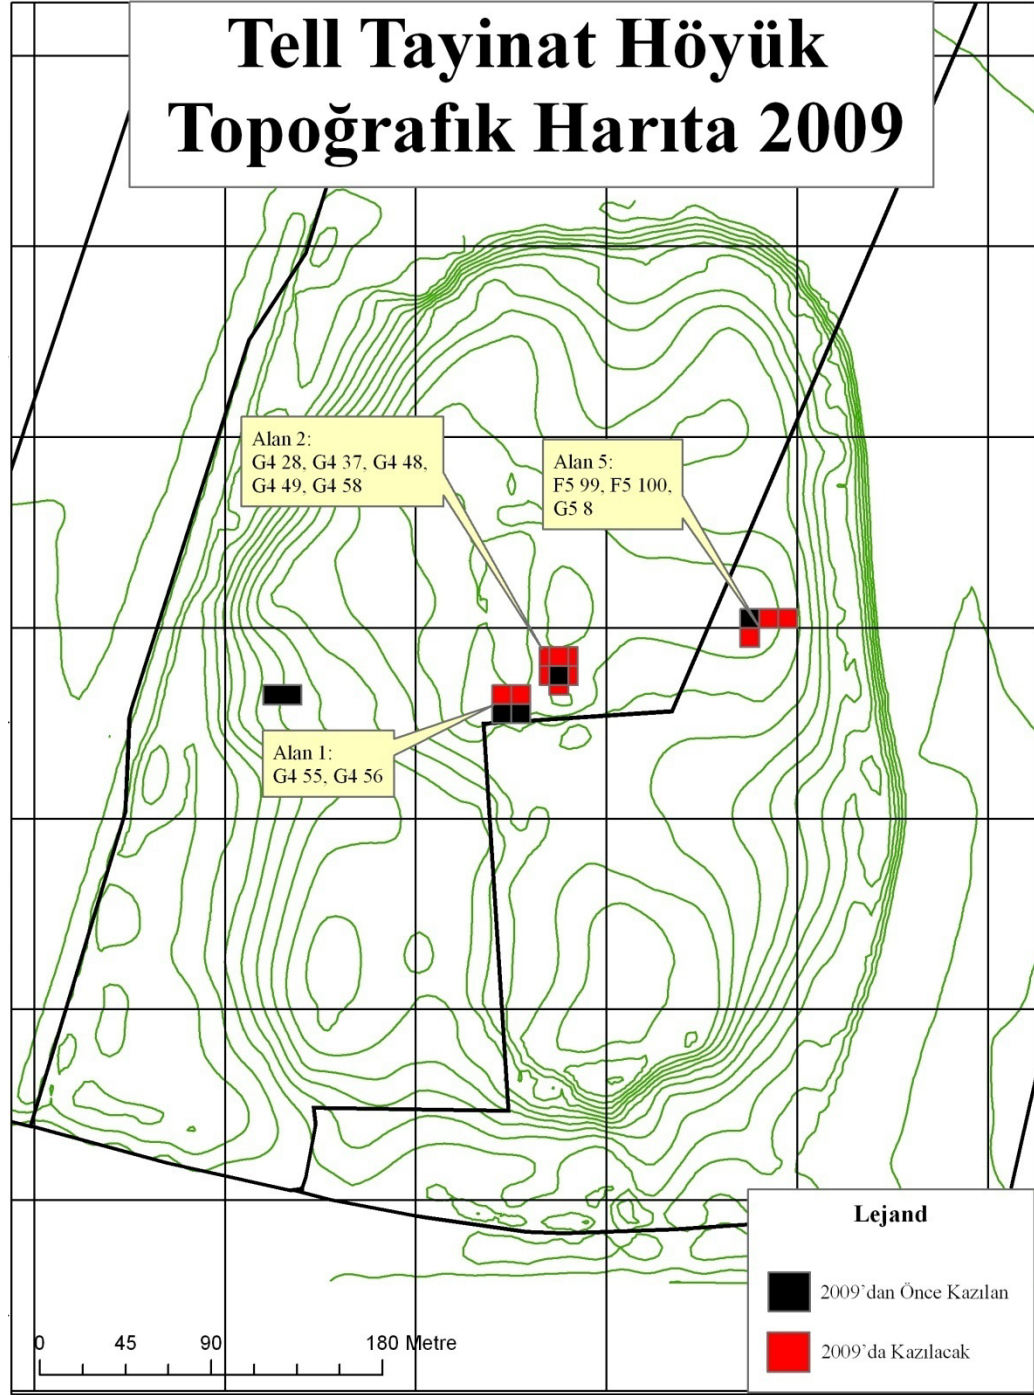 Tell Tayinat Höyük
Topoğrafık Harıta 2009
Alan 2:
G4 28, G4 37, G4 48,
G4 49, G4 58
Alan 5:
F5 99, F5 100,
G5 8
Alan 1:
G4 55, G4 56
Lejand
2009’dan Önce Kazılan
2009’da Kazılacak
0 45 90 180 Metre